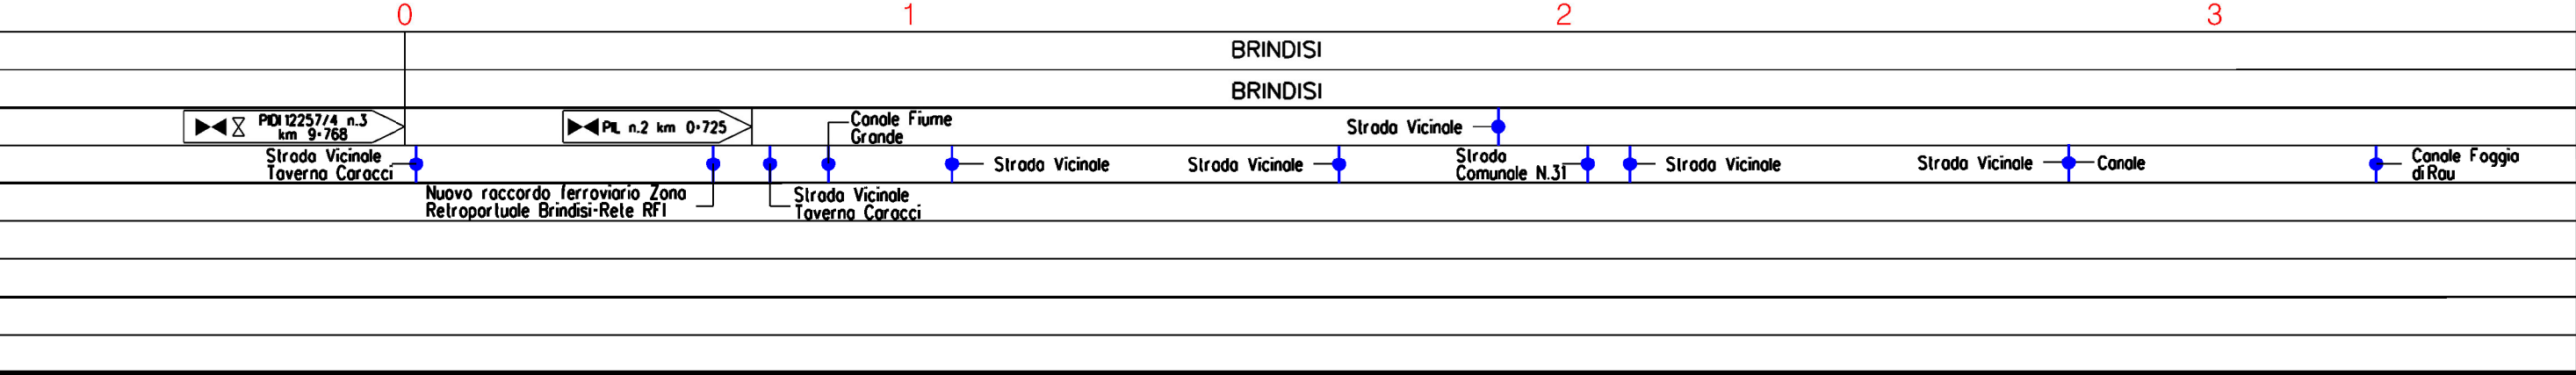 0 1 2 3
BRINDISI
BRINDISI
PIDI 12257/4 n.3
km 9+768
PIL n.2 km 0+725
Canale Fiume
Grande
Strada Vicinale
Strada Vicinale
Taverna Caracci
Strada Vicinale
Strada Vicinale
Strada
Comunale N.31
Strada Vicinale
Strada Vicinale
Canale
Canale Foggia
di Rau
Nuovo raccordo ferroviario Zona
Retroportuale Brindisi-Rete RFI
Strada Vicinale
Taverna Caracci